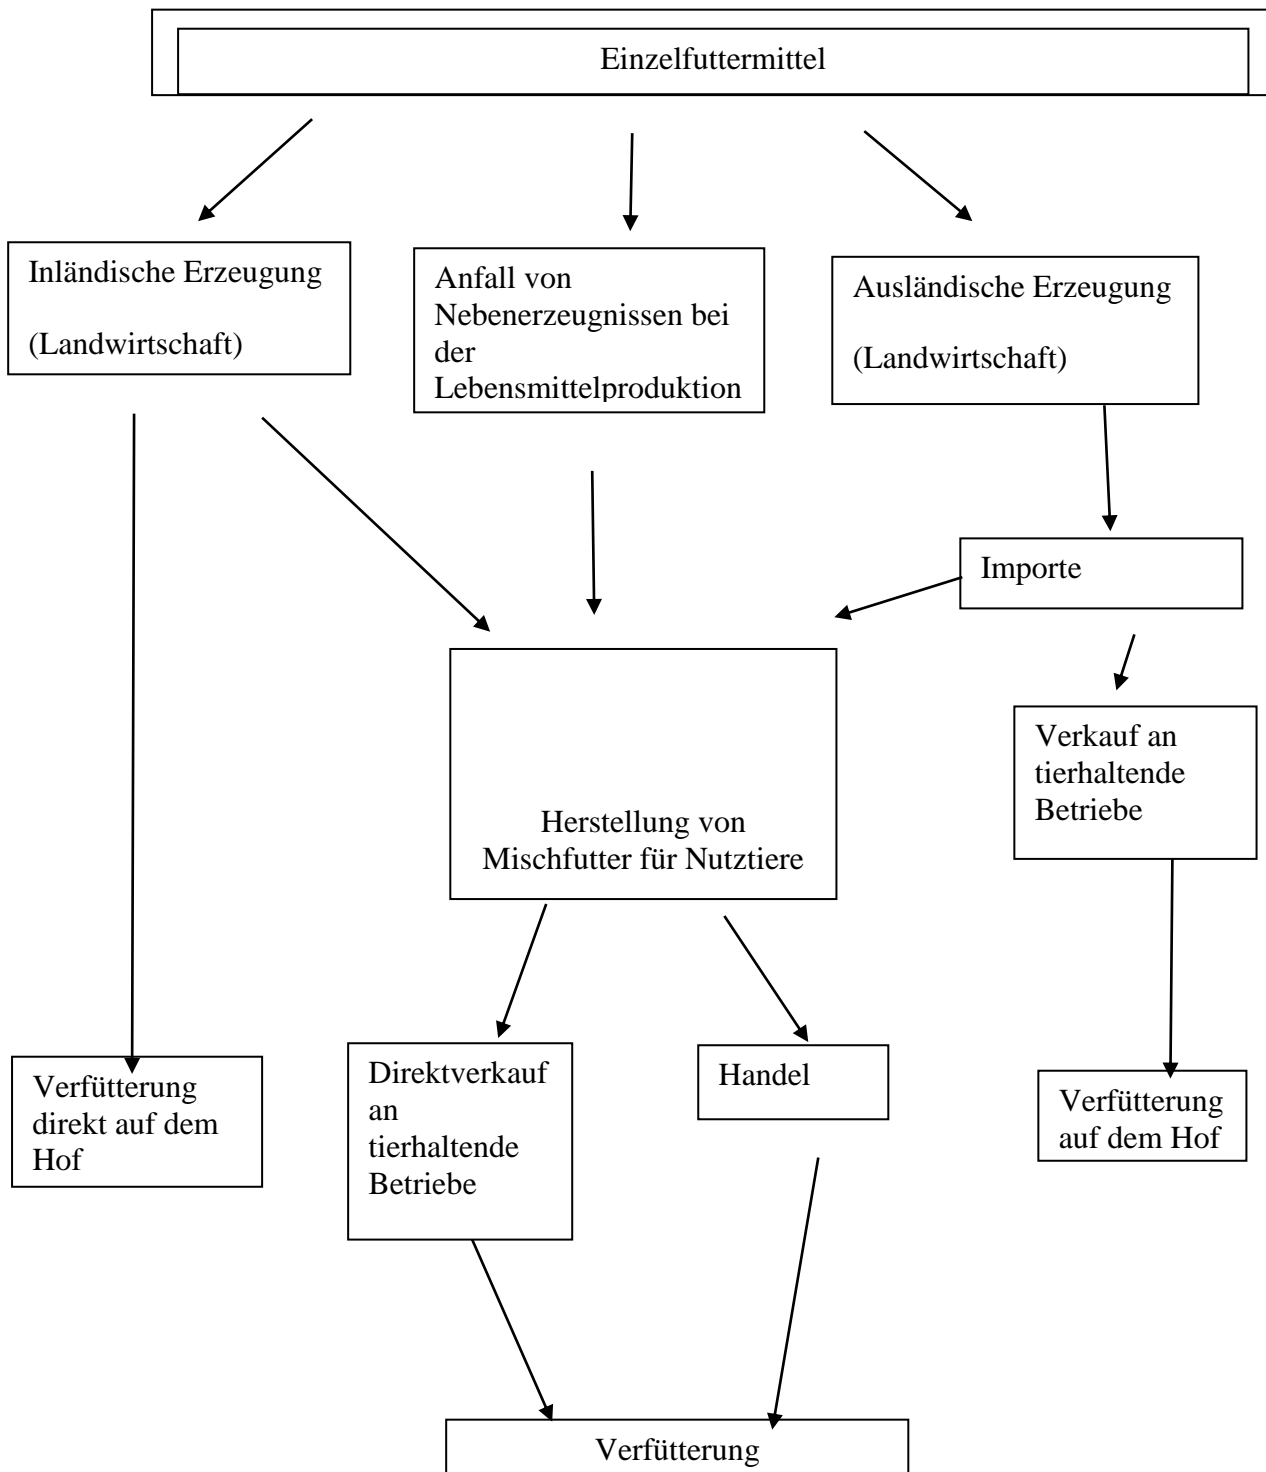 Einzelfuttermittel
Inländische Erzeugung
(Landwirtschaft)
Anfall von
Nebenerzeugnissen bei
der
Lebensmittelproduktion
Ausländische Erzeugung
(Landwirtschaft)
Importe
Verkauf an
tierhaltende
Betriebe
Herstellung von
Mischfutter für Nutztiere
Verfütterung
direkt auf dem
Hof
Direktverkauf
an
tierhaltende
Betriebe
Handel
Verfütterung
auf dem Hof
Verfütterung